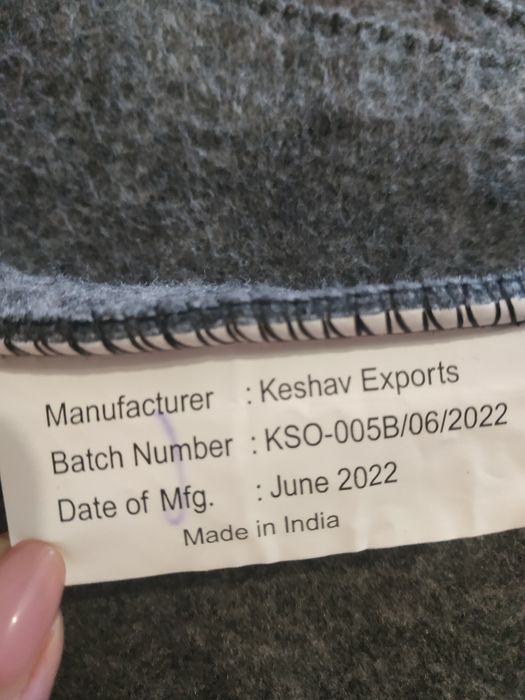 Manufacturer : Keshav Exports
Batch Number : KSO-005B/06/2022
Date of Mfg. : June 2022
Made in India